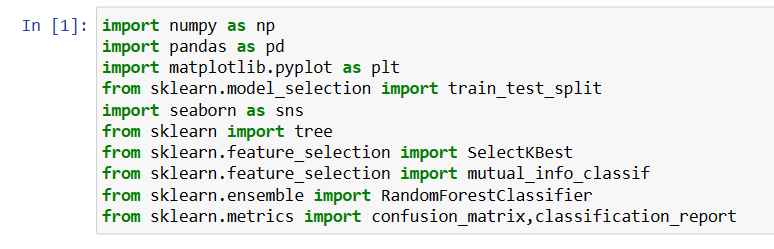 In [1]: import numpy as np
import pandas as pd
import matplotlib.pyplot as plt
from sklearn.model_selection import train_test_split
import seaborn as sns
from sklearn import tree
from sklearn.feature_selection import SelectKBest
from sklearn.feature_selection import mutual_info_classif
from sklearn.ensemble import RandomForestClassifier
from sklearn.metrics import confusion_matrix,classification_report